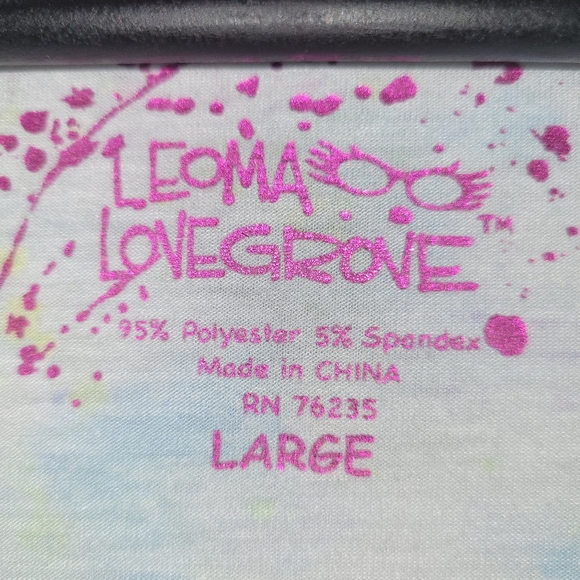 LEOMA
LOVEGROVE™
95% Polyester 5% Spandex
Made in CHINA
RN 76235
LARGE